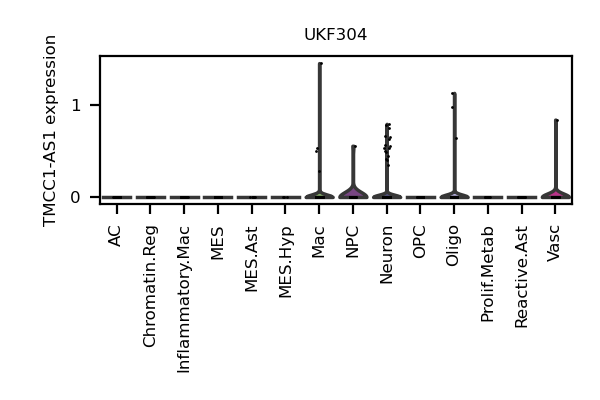 UKF304
TMCC1-AS1 expression
1
0
AC
Chromatin.Reg
Inflammatory.Mac
MES
MES.Ast
MES.Hyp
Mac
NPC
Neuron
OPC
Oligo
Prolif.Metab
Reactive.Ast
Vasc